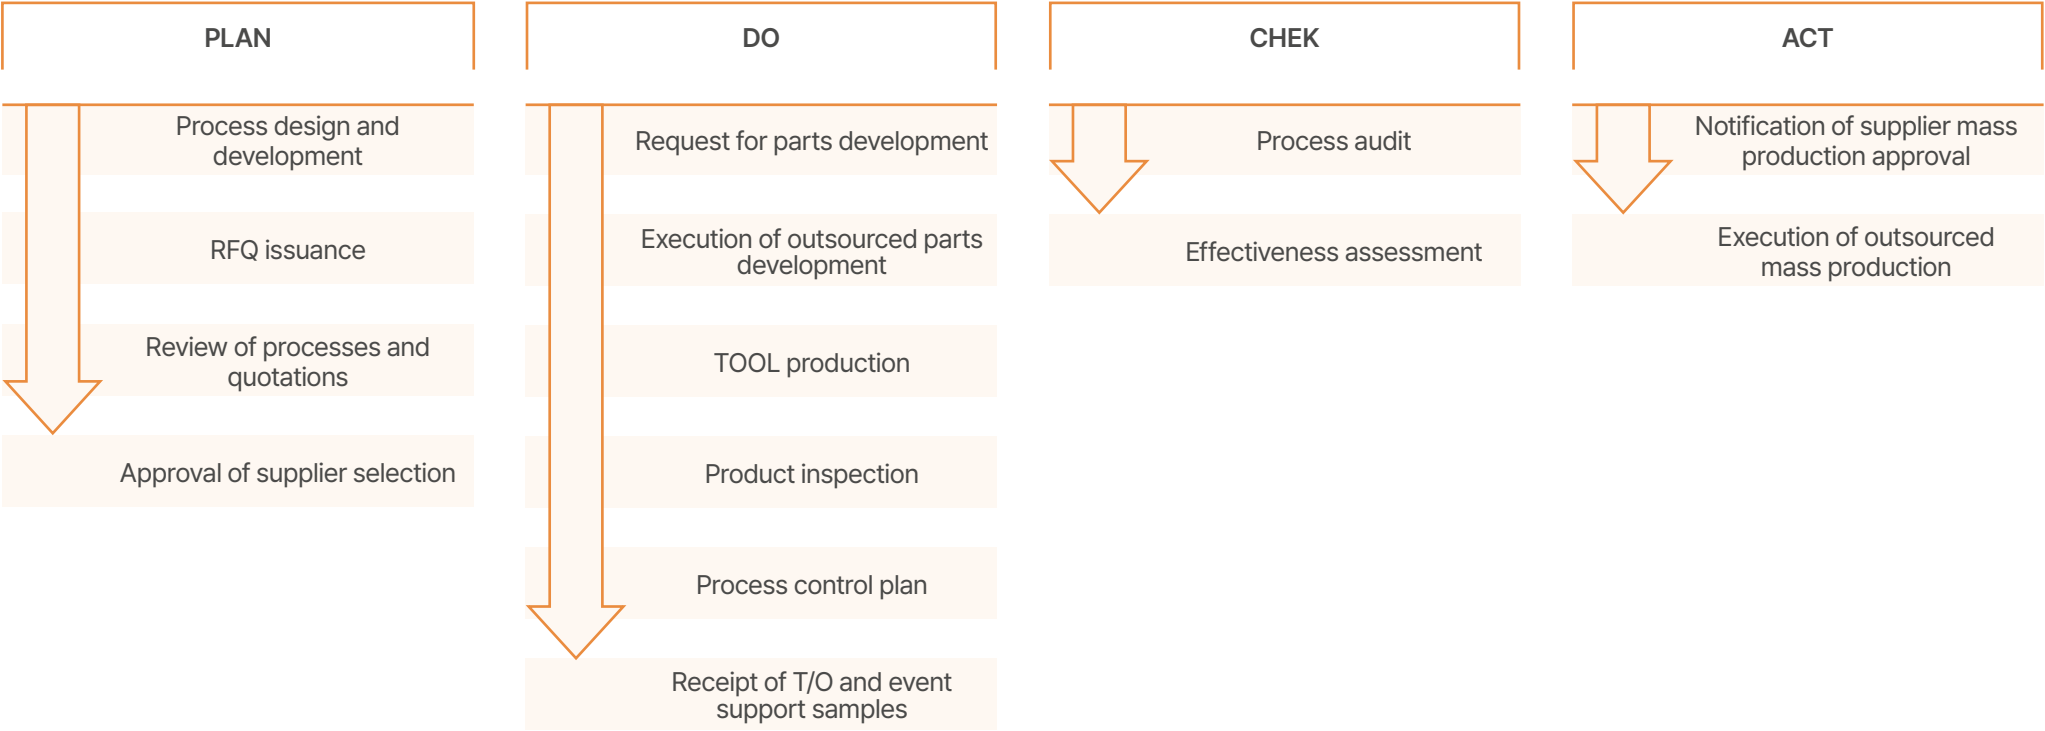 PLAN
Process design and
development
RFQ issuance
Review of processes and
quotations
Approval of supplier selection
DO
Request for parts development
Execution of outsourced parts
development
TOOL production
Product inspection
Process control plan
Receipt of T/O and event
support samples
CHEK
Process audit
Effectiveness assessment
ACT
Notification of supplier mass
production approval
Execution of outsourced
mass production